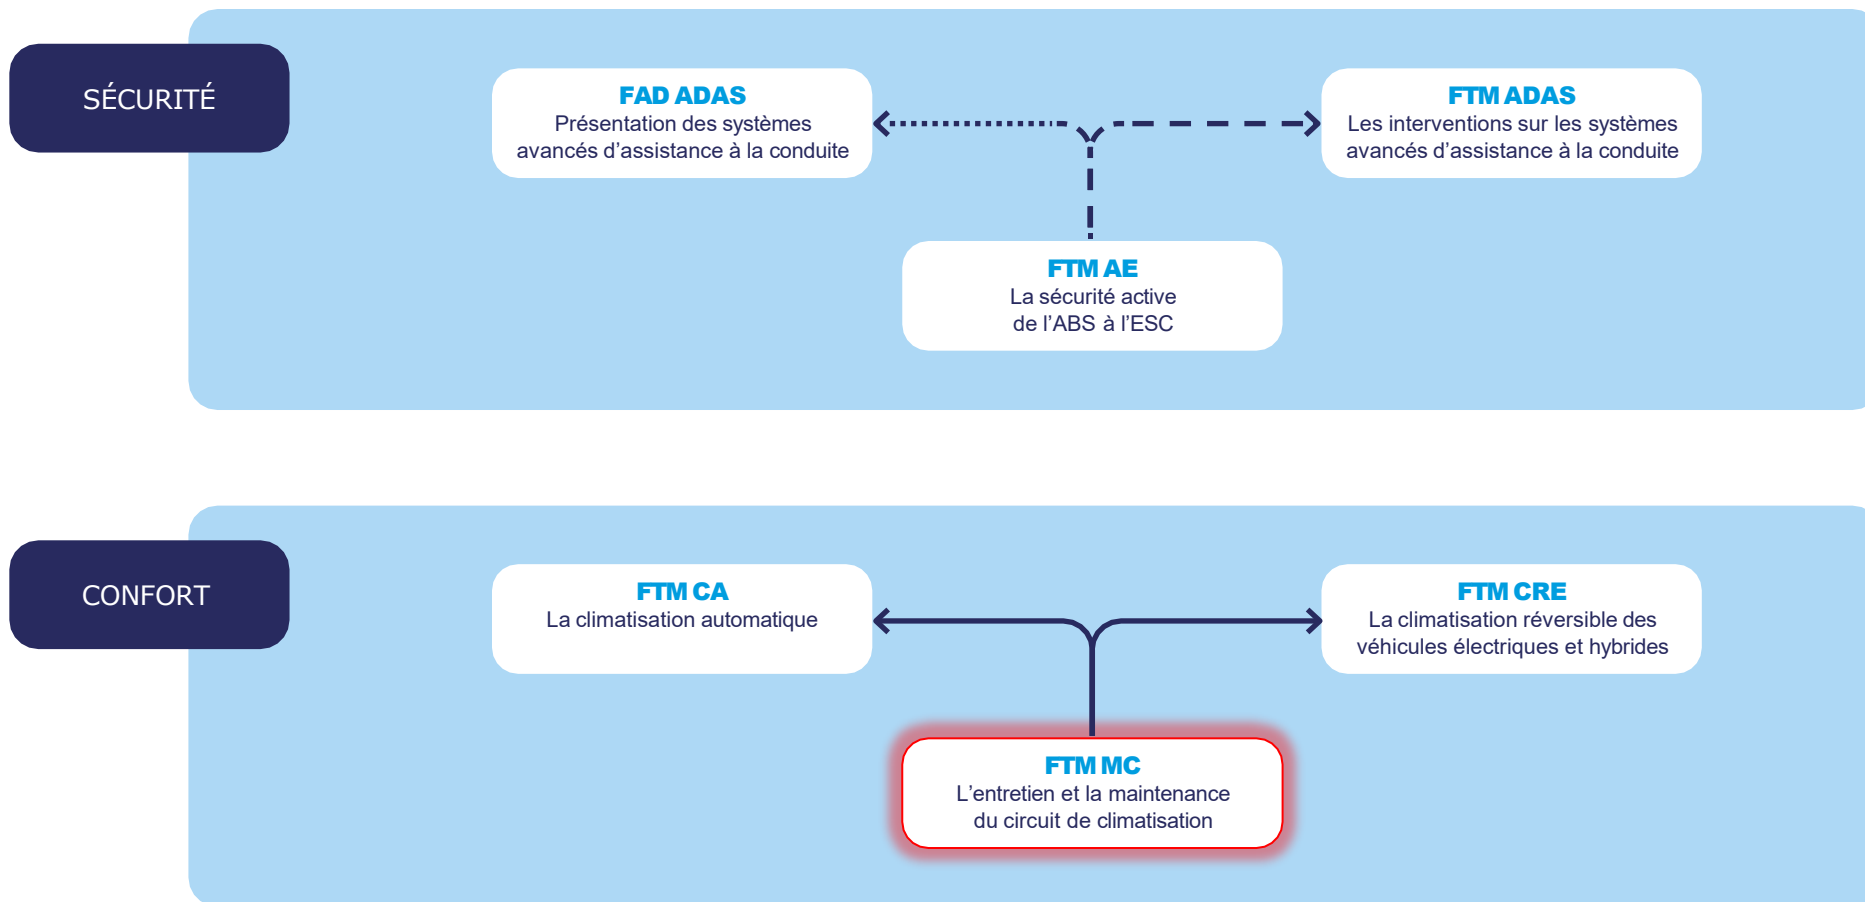 SÉCURITÉ
FAD ADAS
Présentation des systèmes
avancés d’assistance à la conduite
FTM ADAS
Les interventions sur les systèmes
avancés d’assistance à la conduite
FTM AE
La sécurité active
de l’ABS à l’ESC
CONFORT
FTM CA
La climatisation automatique
FTM CRE
La climatisation réversible des
véhicules électriques et hybrides
FTM MC
L’entretien et la maintenance
du circuit de climatisation